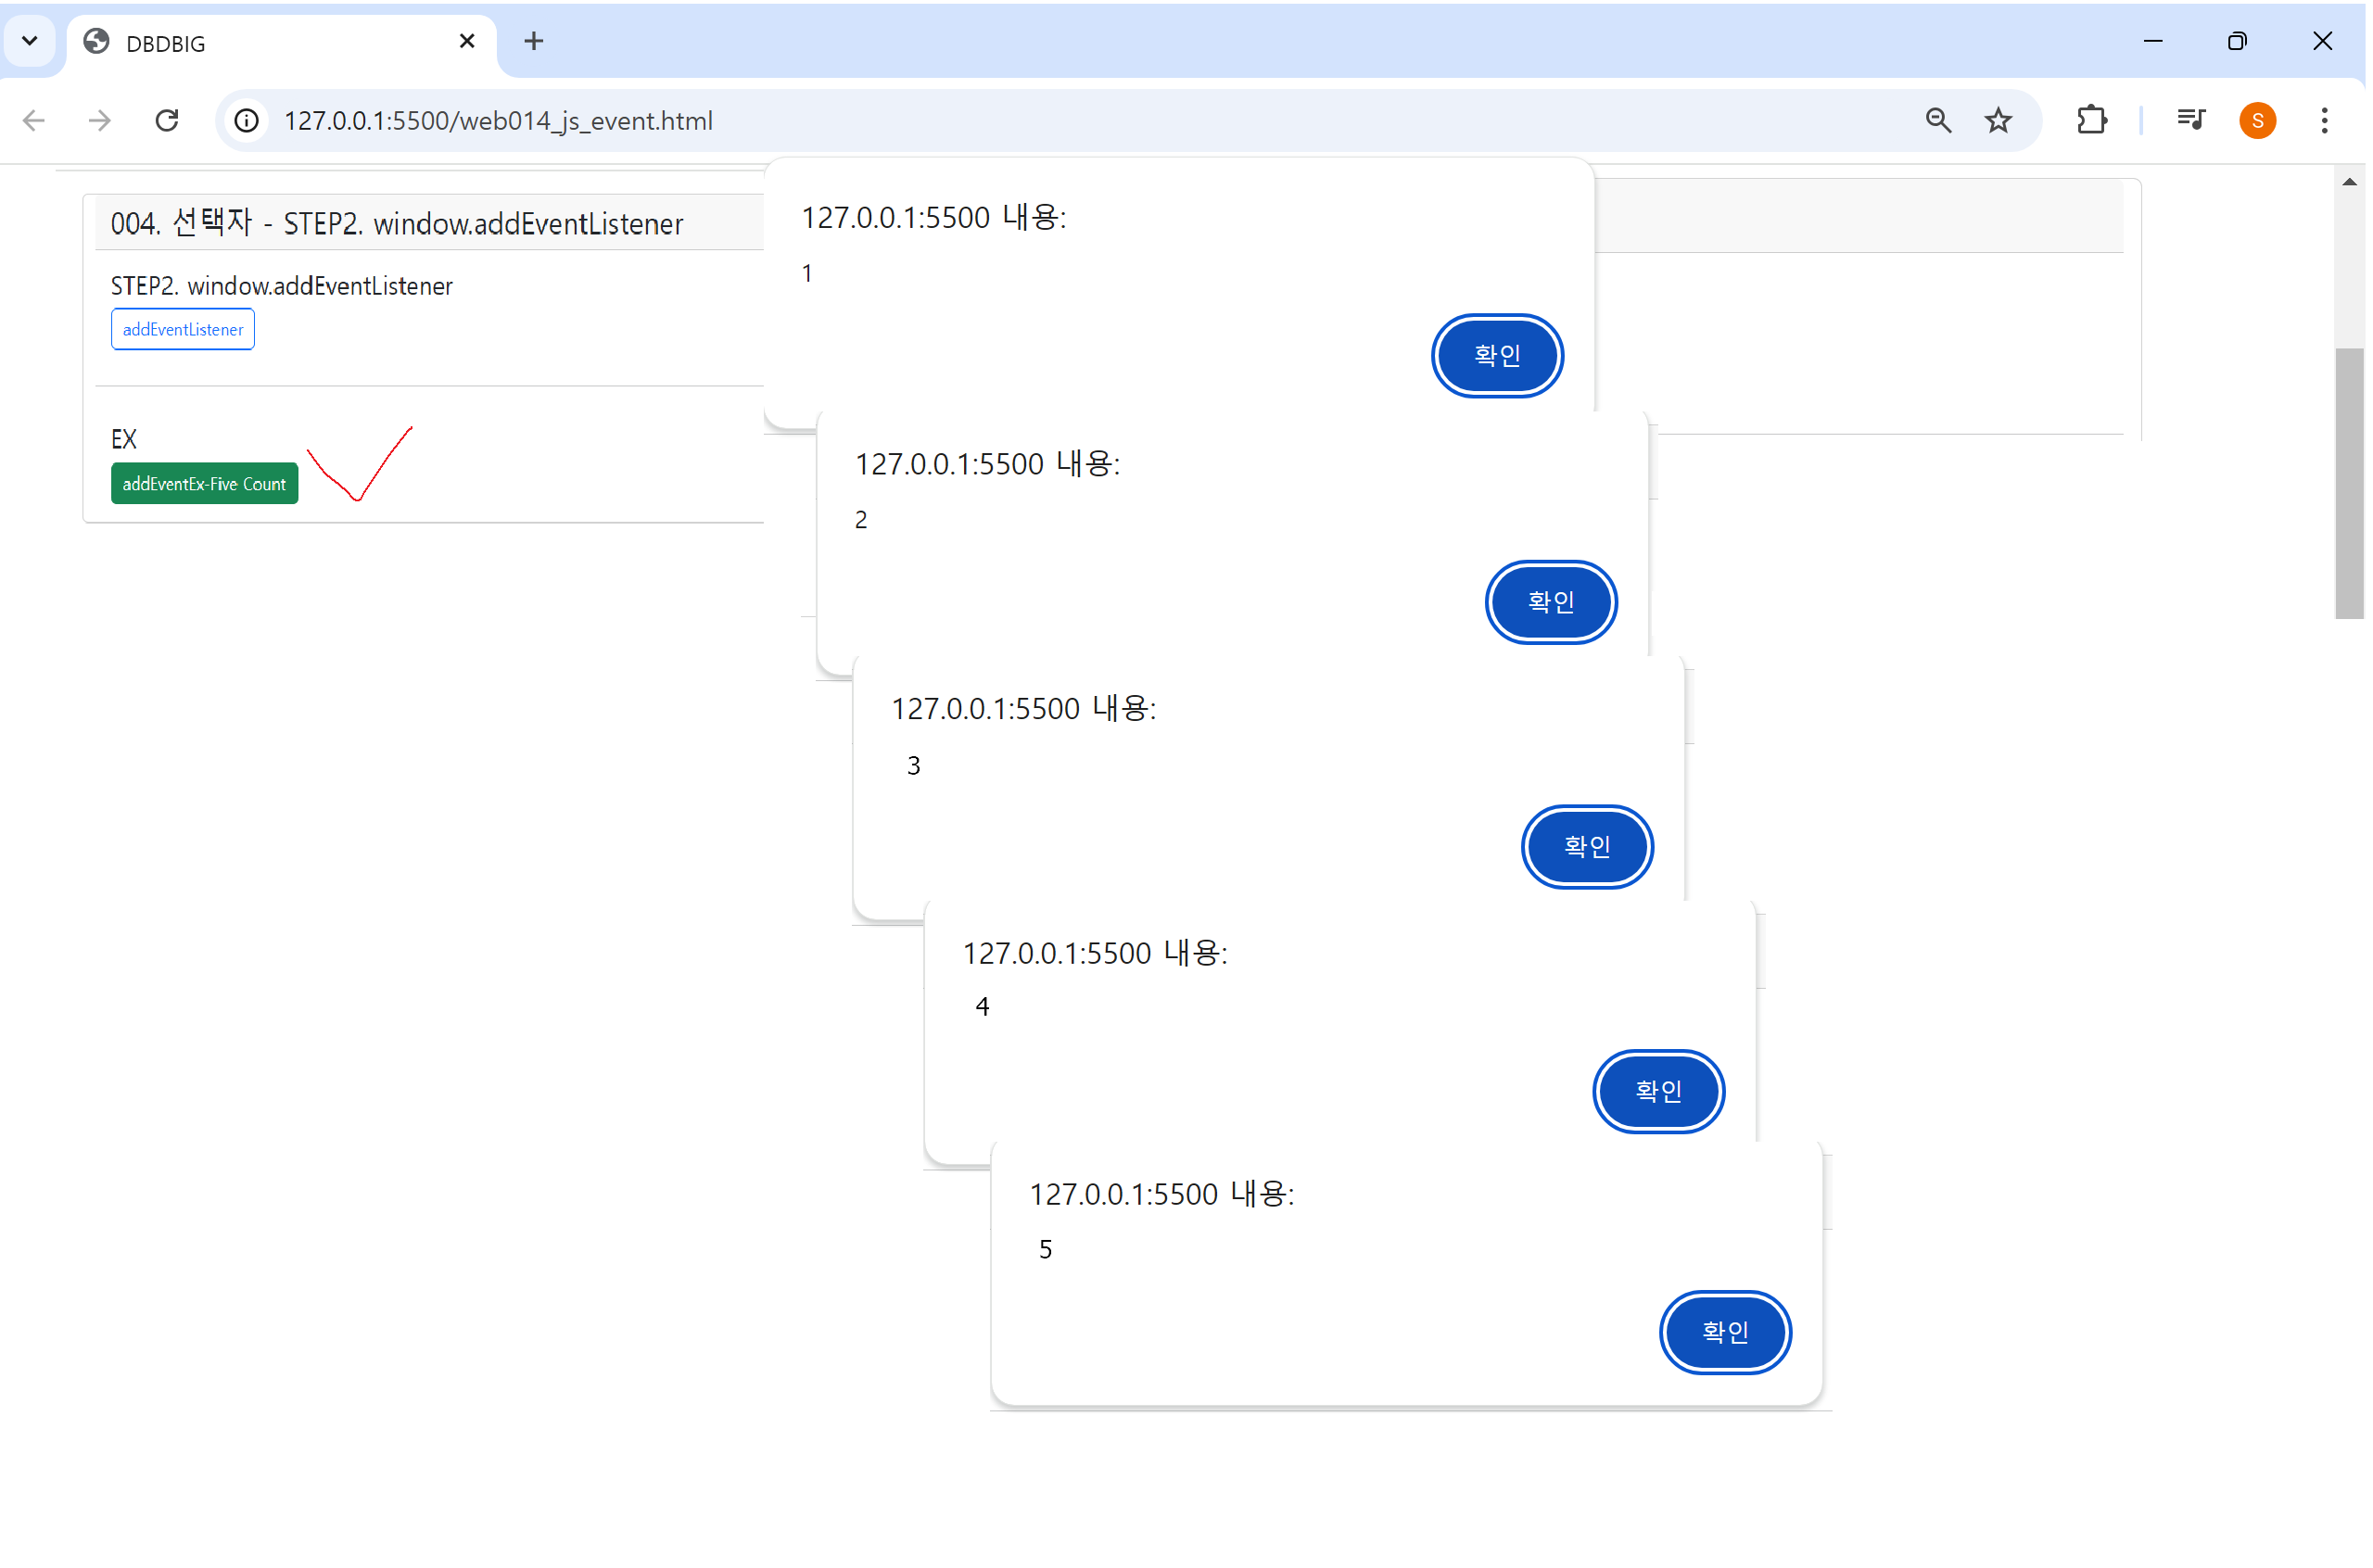 DBDBIG
127.0.0.1:5500/web014_js_event.html
S
004. 선택자 - STEP2. window.addEventListener
STEP2. window.addEventListener
addEventListener
EX
addEventEx-Five Count
127.0.0.1:5500 내용:
1
확인
127.0.0.1:5500 내용:
2
확인
127.0.0.1:5500 내용:
3
확인
127.0.0.1:5500 내용:
4
확인
127.0.0.1:5500 내용:
5
확인